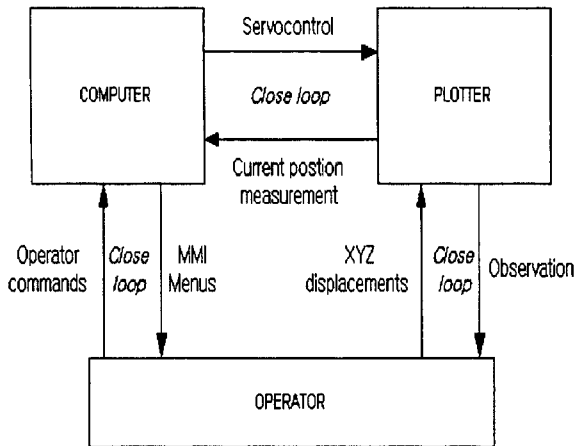 Servocontrol
COMPUTER
Close loop
PLOTTER
Current postion
measurement
Operator
commands
Close
loop
MMI
Menus
XYZ
displacements
Close
loop
Observation
OPERATOR